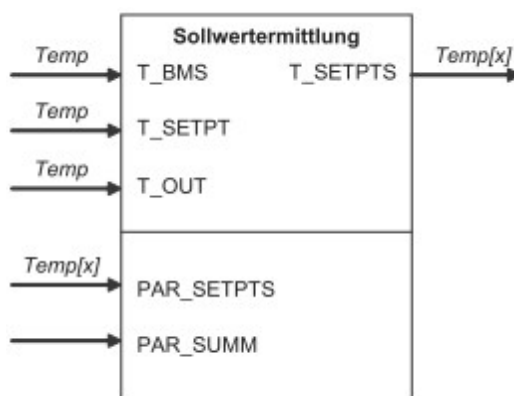 Sollwertermittlung
Temp T_BMS T_SETPTS Temp[x]
Temp T_SETPT
Temp T_OUT
Temp[x] PAR_SETPTS
PAR_SUMM